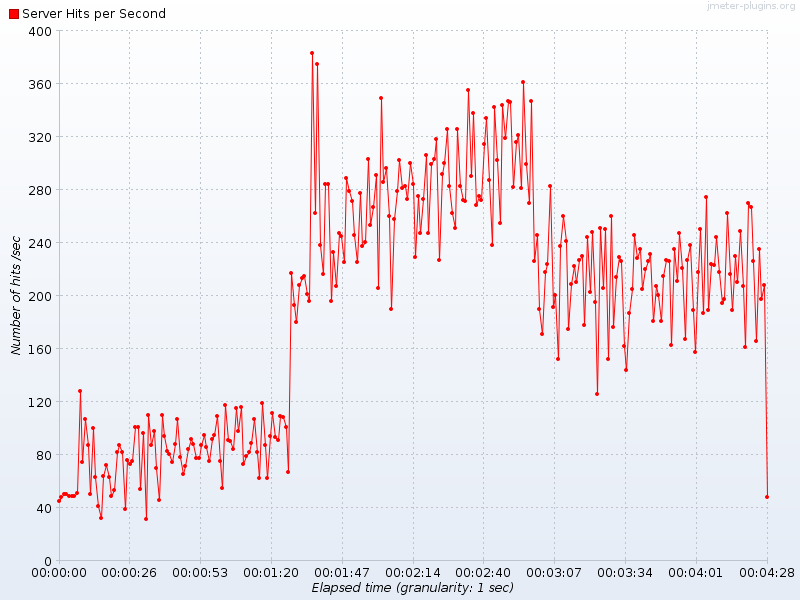 jmeter-plugins.org
Server Hits per Second
400
360
320
280
240
200
160
120
80
40
0
Number of hits /sec
00:00:00 00:00:26 00:00:53 00:01:20 00:01:47 00:02:14 00:02:40 00:03:07 00:03:34 00:04:01 00:04:28
Elapsed time (granularity: 1 sec)